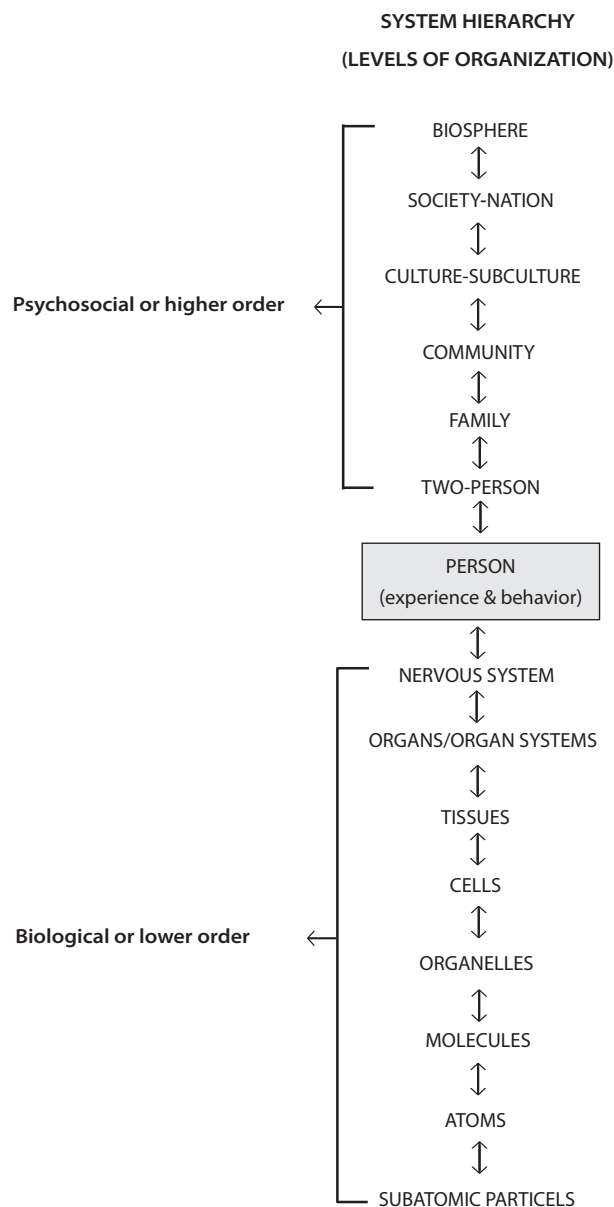 SYSTEM HIERARCHY
(LEVELS OF ORGANIZATION)
BIOSPHERE
SOCIETY-NATION
CULTURE-SUBCULTURE
Psychosocial or higher order
COMMUNITY
FAMILY
TWO-PERSON
PERSON
(experience & behavior)
NERVOUS SYSTEM
ORGANS/ORGAN SYSTEMS
TISSUES
CELLS
Biological or lower order
ORGANELLES
MOLECULES
ATOMS
SUBATOMIC PARTICELS